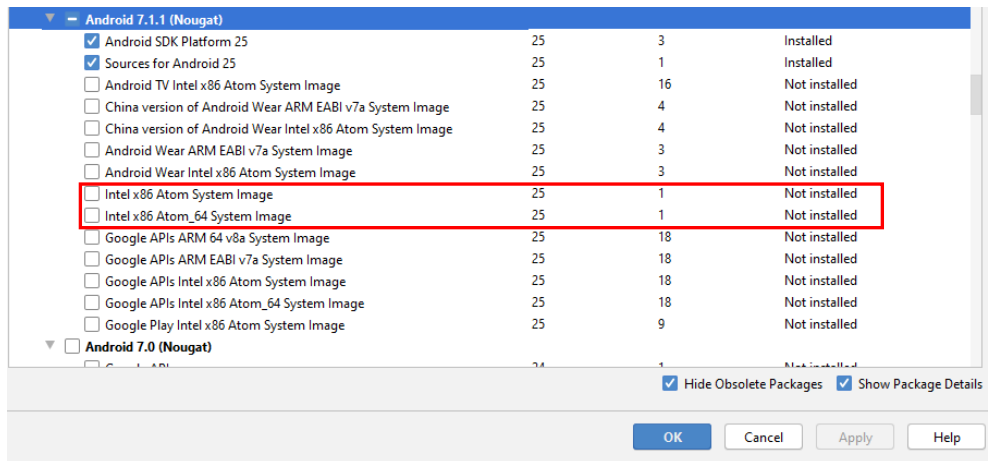 Android 7.1.1 (Nougat)
Android SDK Platform 25 25 3 Installed
Sources for Android 25 25 1 Installed
Android TV Intel x86 Atom System Image 25 16 Not installed
China version of Android Wear ARM EABI v7a System Image 25 4 Not installed
China version of Android Wear Intel x86 Atom System Image 25 4 Not installed
Android Wear ARM EABI v7a System Image 25 3 Not installed
Android Wear Intel x86 Atom System Image 25 3 Not installed
Intel x86 Atom System Image 25 1 Not installed
Intel x86 Atom_64 System Image 25 1 Not installed
Google APIs ARM 64 v8a System Image 25 18 Not installed
Google APIs ARM EABI v7a System Image 25 18 Not installed
Google APIs Intel x86 Atom System Image 25 18 Not installed
Google APIs Intel x86 Atom_64 System Image 25 18 Not installed
Google Play Intel x86 Atom System Image 25 9 Not installed
Android 7.0 (Nougat)
Hide Obsolete Packages Show Package Details
OK Cancel Apply Help